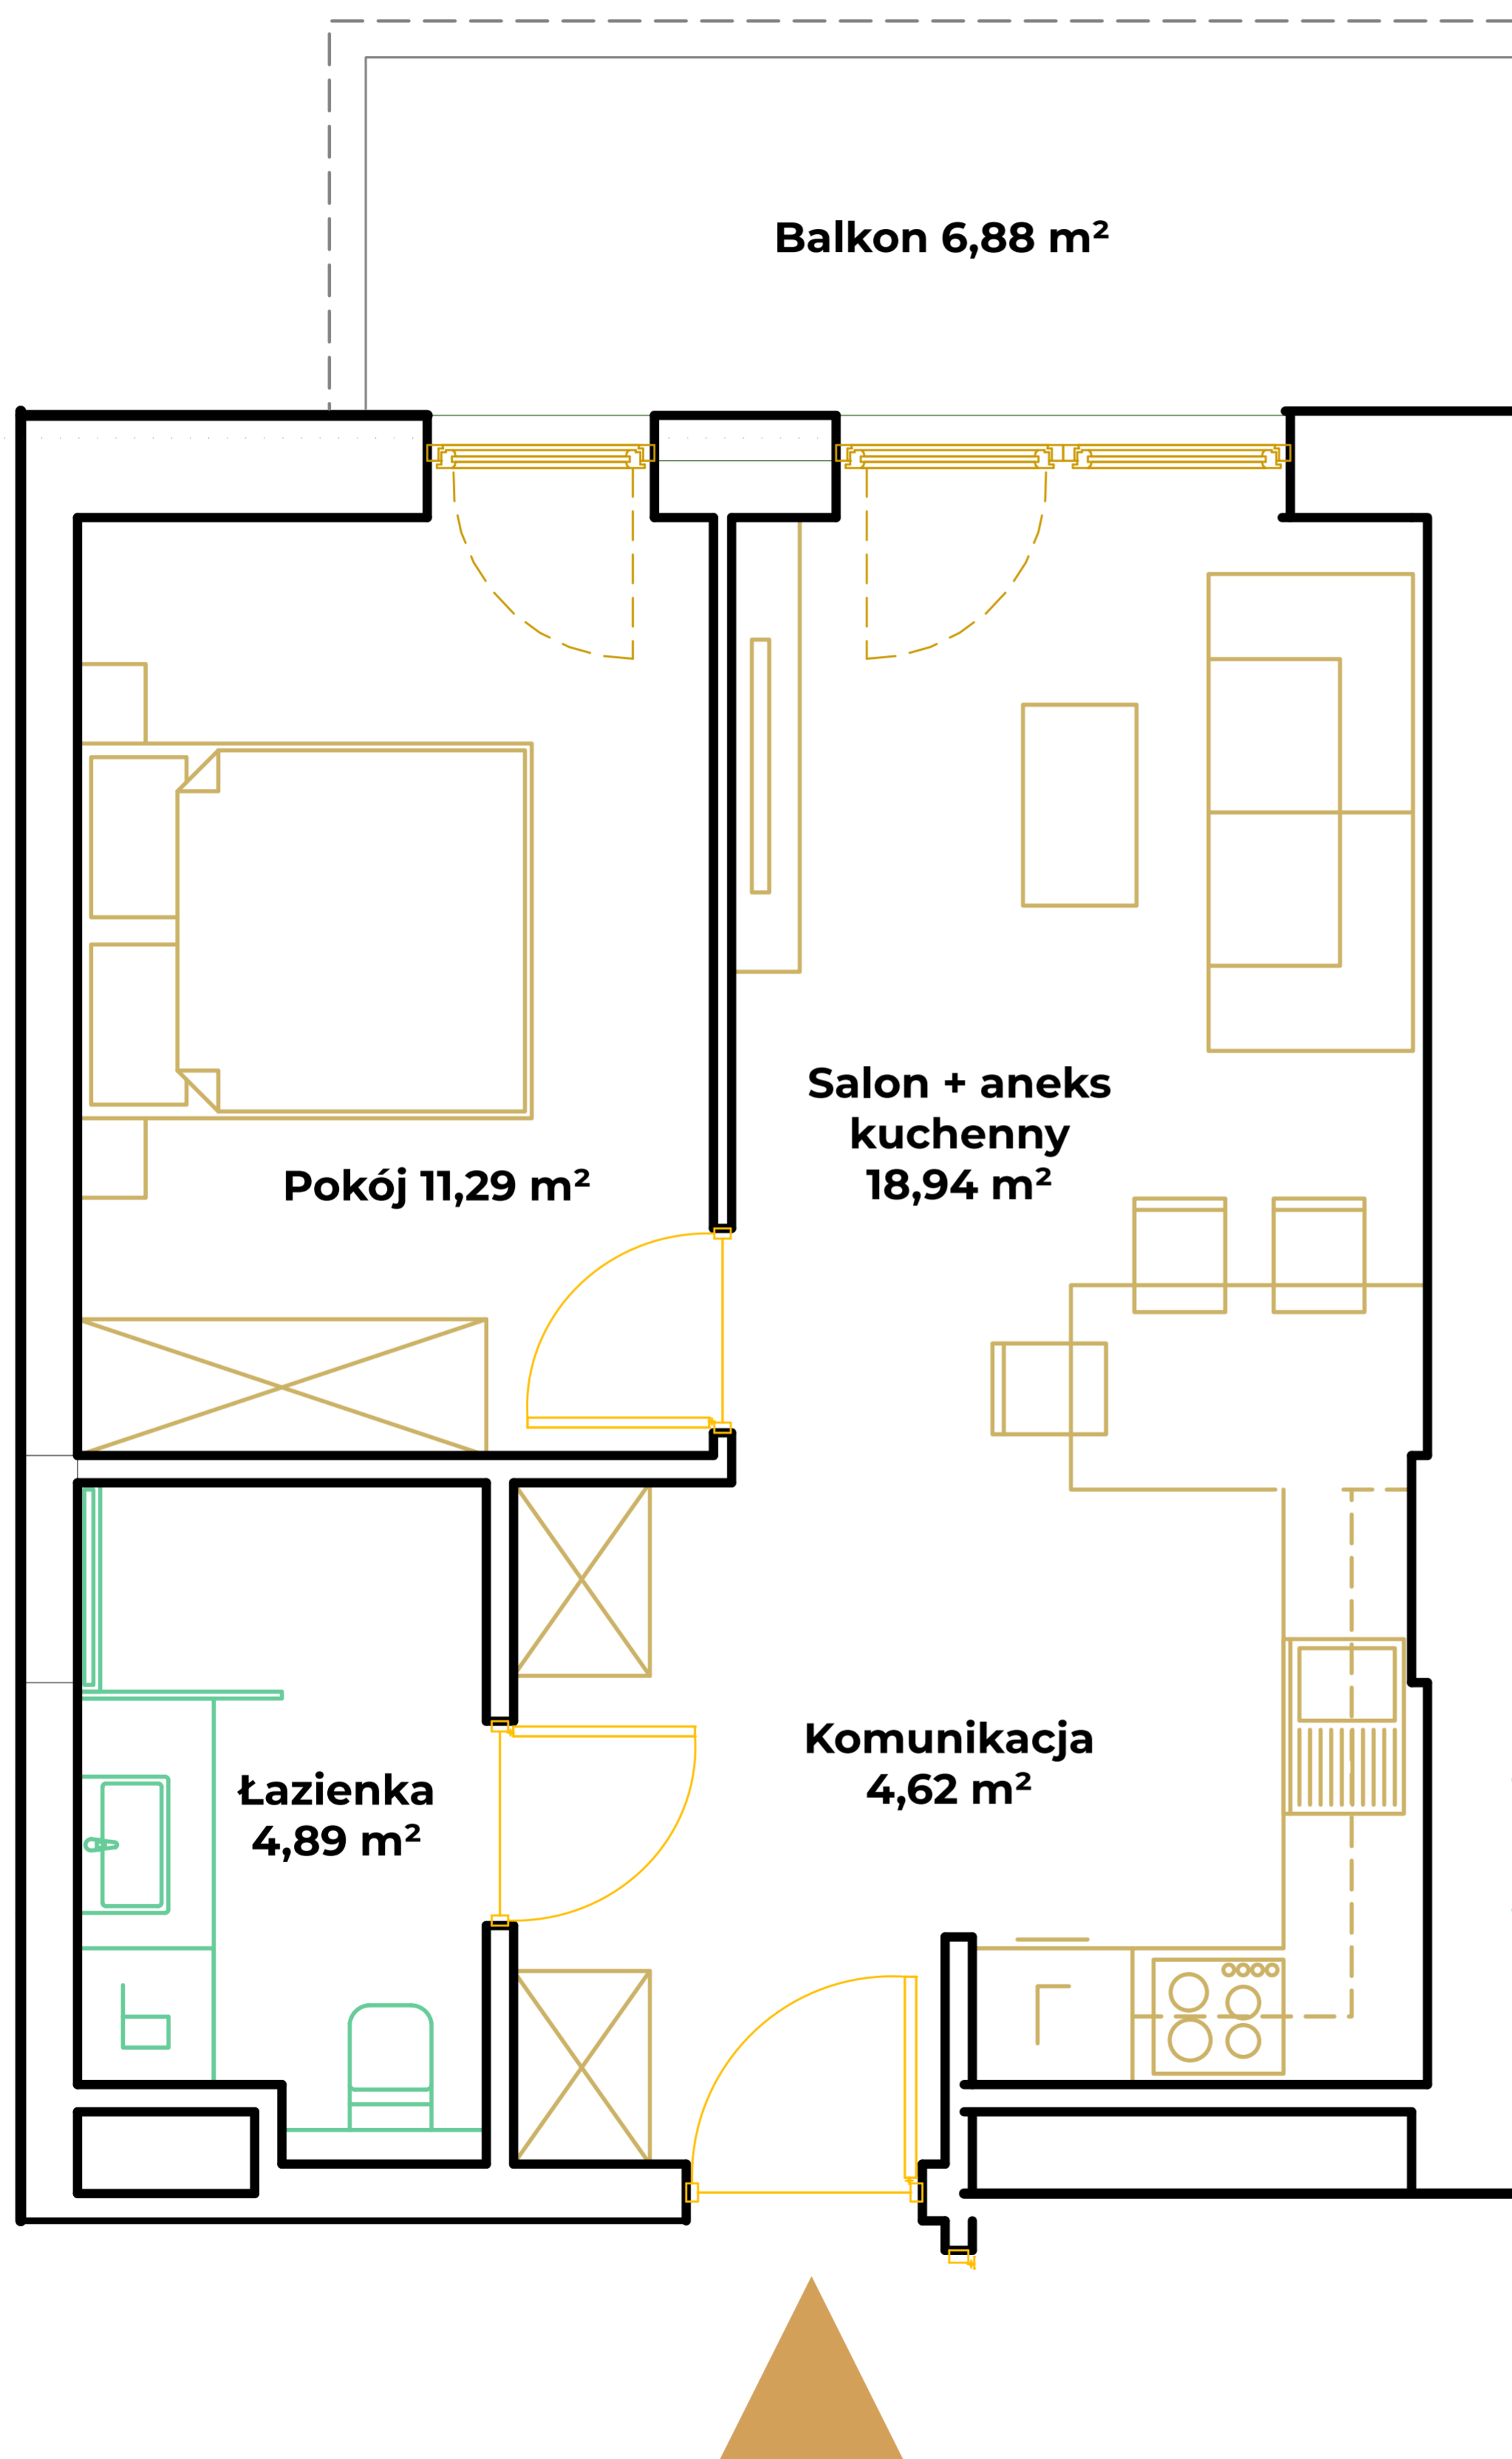 Balkon 6,88 m²
Salon + aneks
kuchenny
18,94 m²
Pokój 11,29 m²
Komunikacja
4,62 m²
Łazienka
4,89 m²